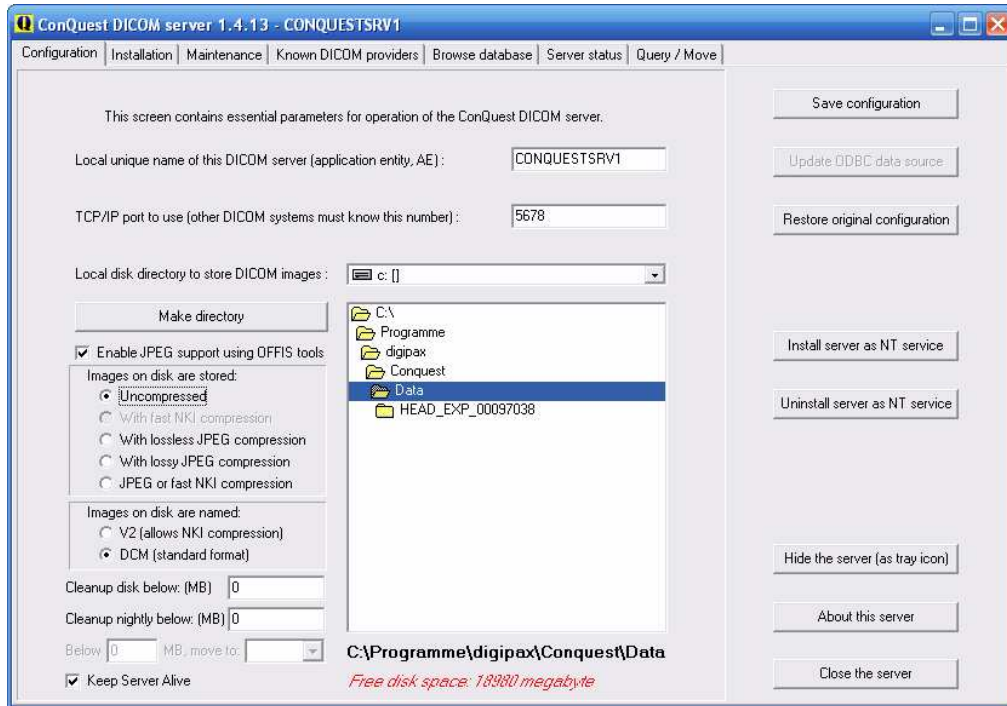 ConQuest DICOM server 1.4.13 - CONQUESTSRV1
Configuration Installation Maintenance Known DICOM providers Browse database Server status Query / Move
This screen contains essential parameters for operation of the ConQuest DICOM server.
Local unique name of this DICOM server (application entity, AE) : CONQUESTSRV1
TCP/IP port to use (other DICOM systems must know this number) : 5678
Local disk directory to store DICOM images : c: []
Make directory
Enable JPEG support using OFFIS tools
Images on disk are stored:
Uncompressed
With fast NKI compression
With lossless JPEG compression
With lossy JPEG compression
JPEG or fast NKI compression
Images on disk are named:
V2 (allows NKI compression)
DCM (standard format)
Cleanup disk below: (MB) 0
Cleanup nightly below: (MB) 0
Below 0 MB, move to:
Keep Server Alive
C:\
Programme
digipax
Conquest
Data
HEAD_EXP_00097038
C:\Programme\digipax\Conquest\Data
Free disk space: 18980 megabyte
Save configuration
Update ODBC data source
Restore original configuration
Install server as NT service
Uninstall server as NT service
Hide the server (as tray icon)
About this server
Close the server